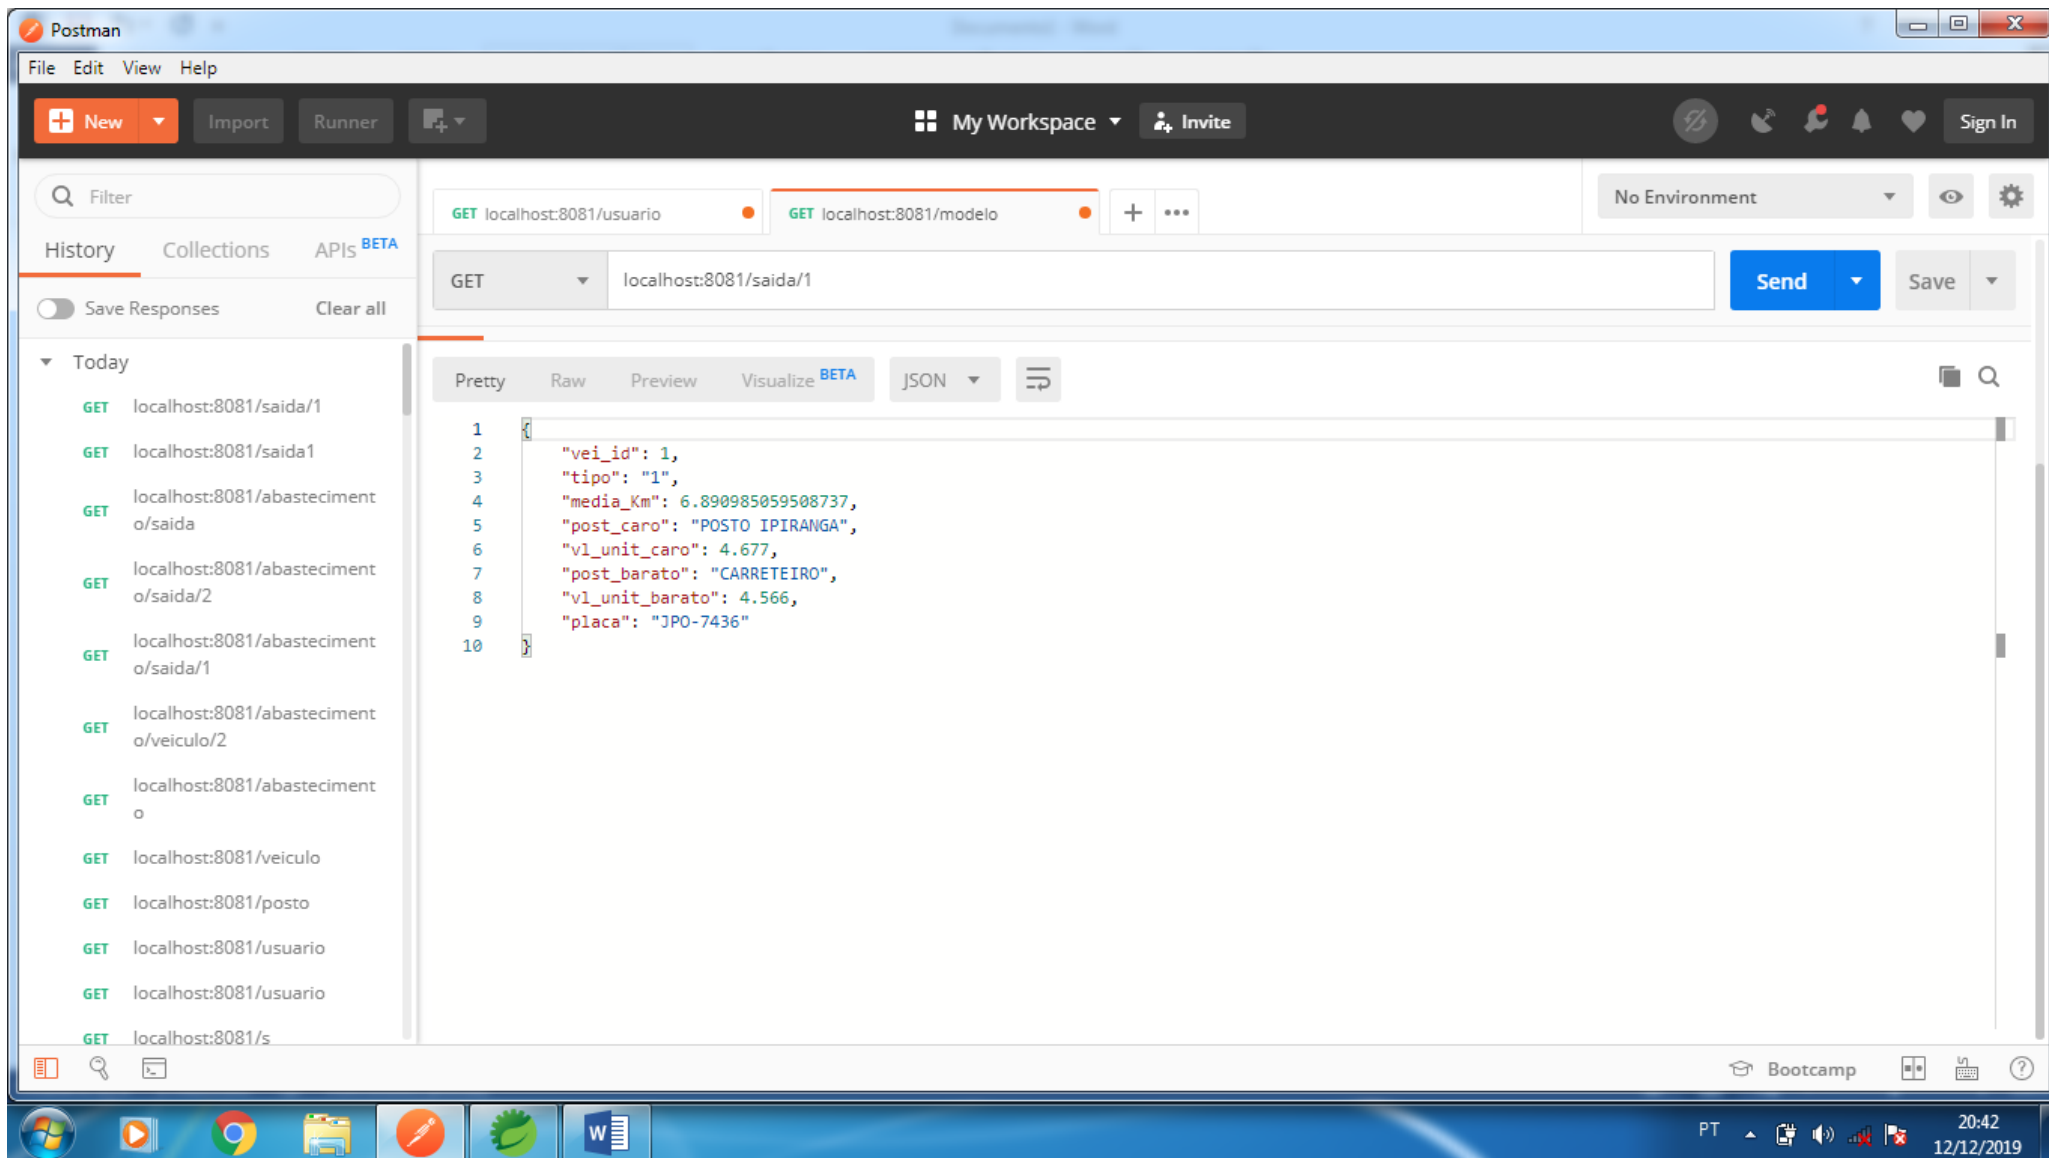 Postman
File Edit View Help
New Import Runner My Workspace Invite Sign In
Filter
History Collections APIs BETA
Save Responses Clear all
Today
GET localhost:8081/saida/1
GET localhost:8081/saida1
GET localhost:8081/abasteciment
o/saida
GET localhost:8081/abasteciment
o/saida/2
GET localhost:8081/abasteciment
o/saida/1
GET localhost:8081/abasteciment
o/veiculo/2
GET localhost:8081/abasteciment
o
GET localhost:8081/veiculo
GET localhost:8081/posto
GET localhost:8081/usuario
GET localhost:8081/usuario
GET localhost:8081/s
GET localhost:8081/usuario GET localhost:8081/modelo No Environment
GET localhost:8081/saida/1 Send Save
Pretty Raw Preview Visualize BETA JSON
1 {
2 "vei_id": 1,
3 "tipo": "1",
4 "media_Km": 6.890985059508737,
5 "post_caro": "POSTO IPIRANGA",
6 "vl_unit_caro": 4.677,
7 "post_barato": "CARRETEIRO",
8 "vl_unit_barato": 4.566,
9 "placa": "JPO-7436"
10 }
Bootcamp
PT 20:42
12/12/2019